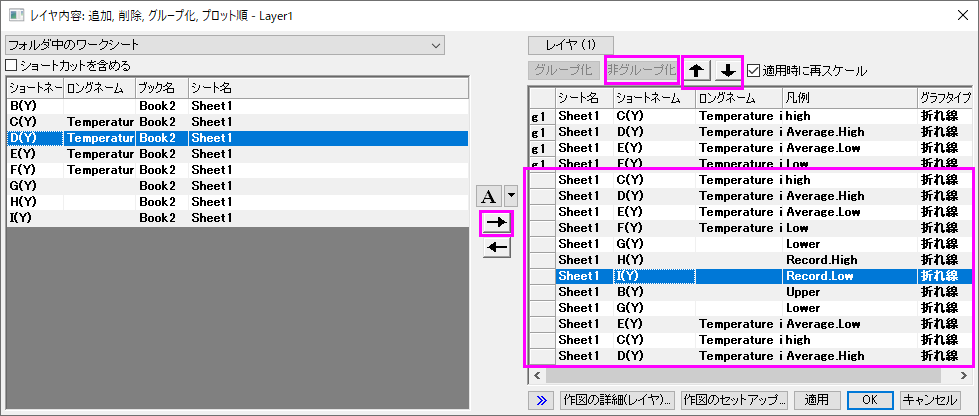 レイヤ内容: 追加, 削除, グループ化, プロット順 - Layer1
フォルダ中のワークシート
ショートカットを含める
ショートネー ロングネーム ブック名 シート名
B(Y) Book2 Sheet1
C(Y) Temperatur Book2 Sheet1
D(Y) Temperatur Book2 Sheet1
E(Y) Temperatur Book2 Sheet1
F(Y) Temperatur Book2 Sheet1
G(Y) Book2 Sheet1
H(Y) Book2 Sheet1
I(Y) Book2 Sheet1
A
レイヤ (1)
グループ化 非グループ化 適用時に再スケール
シート名 ショートネーム ロングネーム 凡例 グラフタイプ
g1 Sheet1 C(Y) Temperature i high 折れ線
g1 Sheet1 D(Y) Temperature i Average.High 折れ線
g1 Sheet1 E(Y) Temperature i Average.Low 折れ線
g1 Sheet1 F(Y) Temperature i Low 折れ線
Sheet1 C(Y) Temperature i high 折れ線
Sheet1 D(Y) Temperature i Average.High 折れ線
Sheet1 E(Y) Temperature i Average.Low 折れ線
Sheet1 F(Y) Temperature i Low 折れ線
Sheet1 G(Y) Lower 折れ線
Sheet1 H(Y) Record.High 折れ線
Sheet1 I(Y) Record.Low 折れ線
Sheet1 B(Y) Upper 折れ線
Sheet1 G(Y) Lower 折れ線
Sheet1 E(Y) Temperature i Average.Low 折れ線
Sheet1 C(Y) Temperature i high 折れ線
Sheet1 D(Y) Temperature i Average.High 折れ線
作図の詳細(レイヤ)... 作図のセットアップ... 適用 OK キャンセル